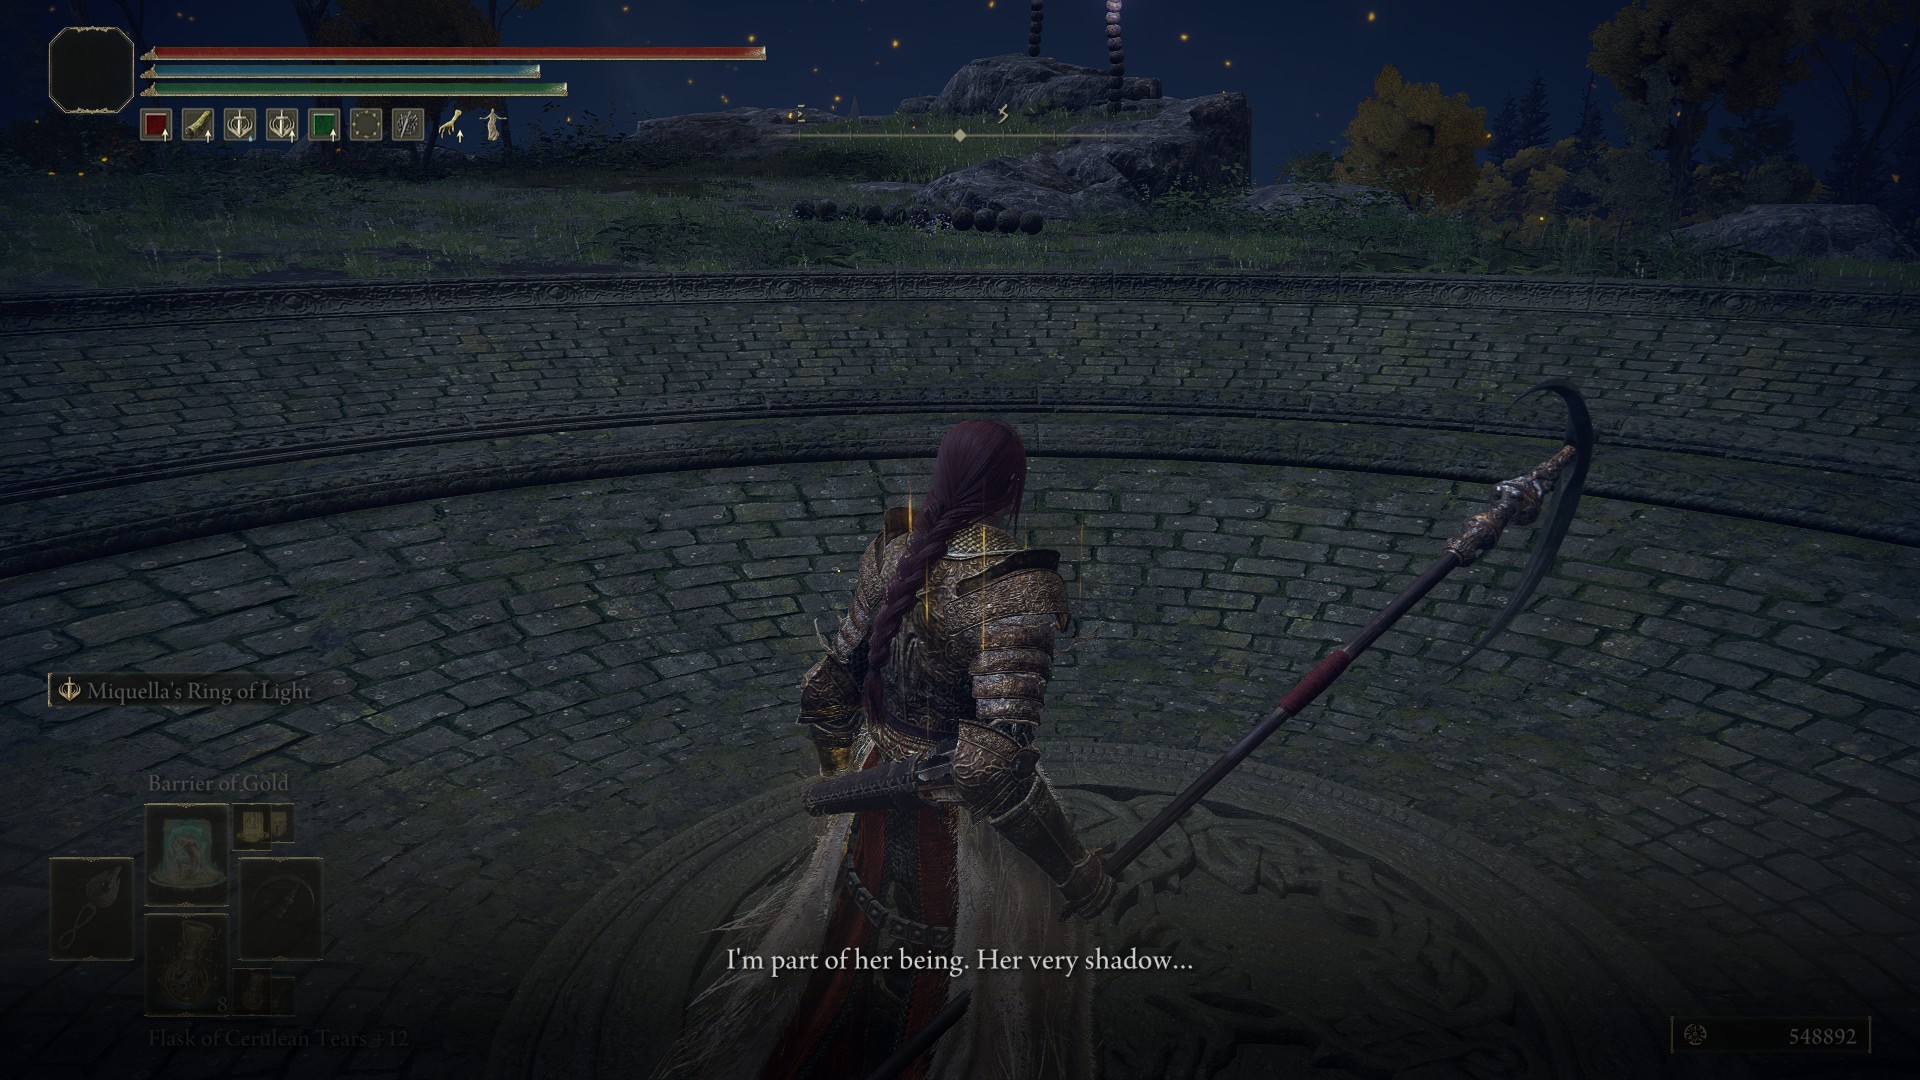 Miquella's Ring of Light
Barrier of Gold
8
Flask of Cerulean Tears +12
I'm part of her being. Her very shadow...
548892